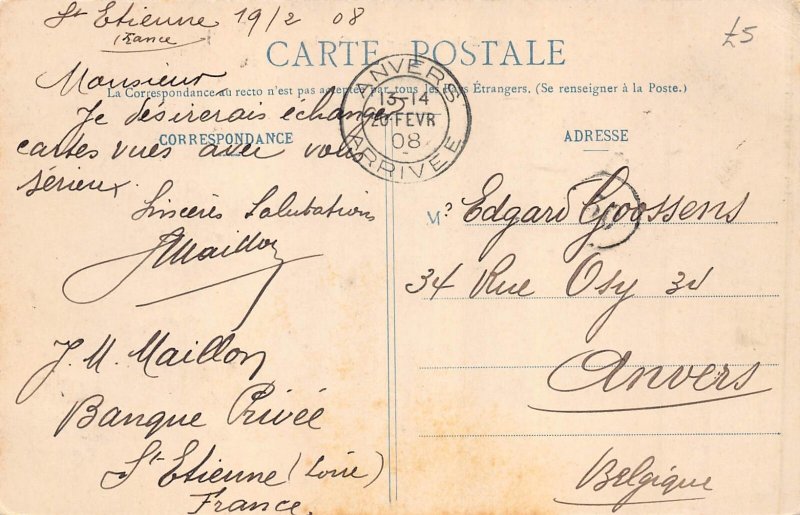 St Etienne 19/2 08
France
£5
CARTE POSTALE
La Correspondance au recto n'est pas acceptée par tous les Pays Étrangers. (Se renseigner à la Poste.)
CORRESPONDANCE
Monsieur
Je désirerais échanger
cartes vues avec vous
sérieux.
Sincères Salutations
JMaillon
J. M. Maillon
Banque Privée
St Etienne (Loire)
France
ANVERS
13-14
20 FEVR
08
ARRIVEE
ADRESSE
Mr Edgard Goossens
34 Rue Osy 34
Anvers
Belgique